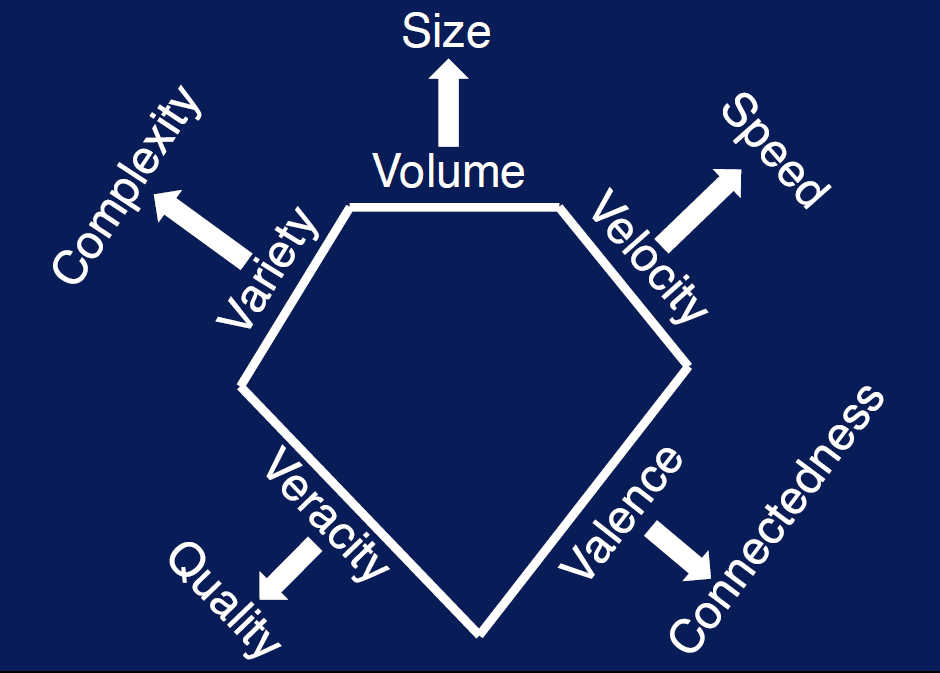 Size
Volume
Complexity
Variety
Speed
Velocity
Veracity
Quality
Valence
Connectedness